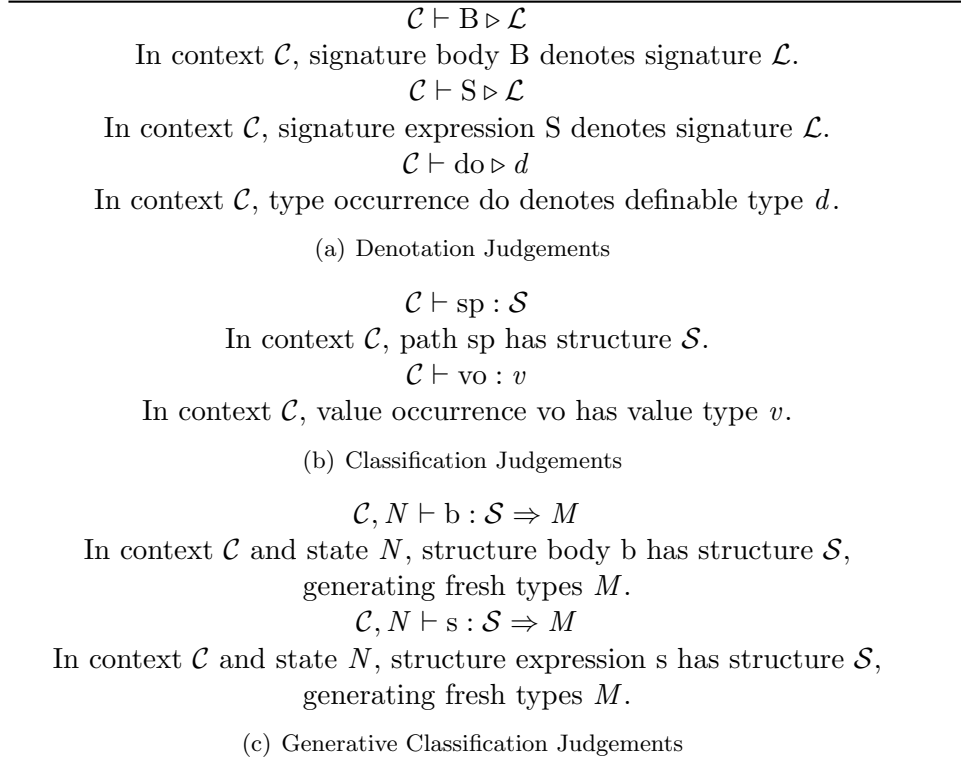 𝒞 ⊢ B ▹ ℒ
In context 𝒞, signature body B denotes signature ℒ.
𝒞 ⊢ S ▹ ℒ
In context 𝒞, signature expression S denotes signature ℒ.
𝒞 ⊢ do ▹ d
In context 𝒞, type occurrence do denotes definable type d.
(a) Denotation Judgements
𝒞 ⊢ sp : 𝒮
In context 𝒞, path sp has structure 𝒮.
𝒞 ⊢ vo : v
In context 𝒞, value occurrence vo has value type v.
(b) Classification Judgements
𝒞, N ⊢ b : 𝒮 ⇒ M
In context 𝒞 and state N, structure body b has structure 𝒮,
generating fresh types M.
𝒞, N ⊢ s : 𝒮 ⇒ M
In context 𝒞 and state N, structure expression s has structure 𝒮,
generating fresh types M.
(c) Generative Classification Judgements